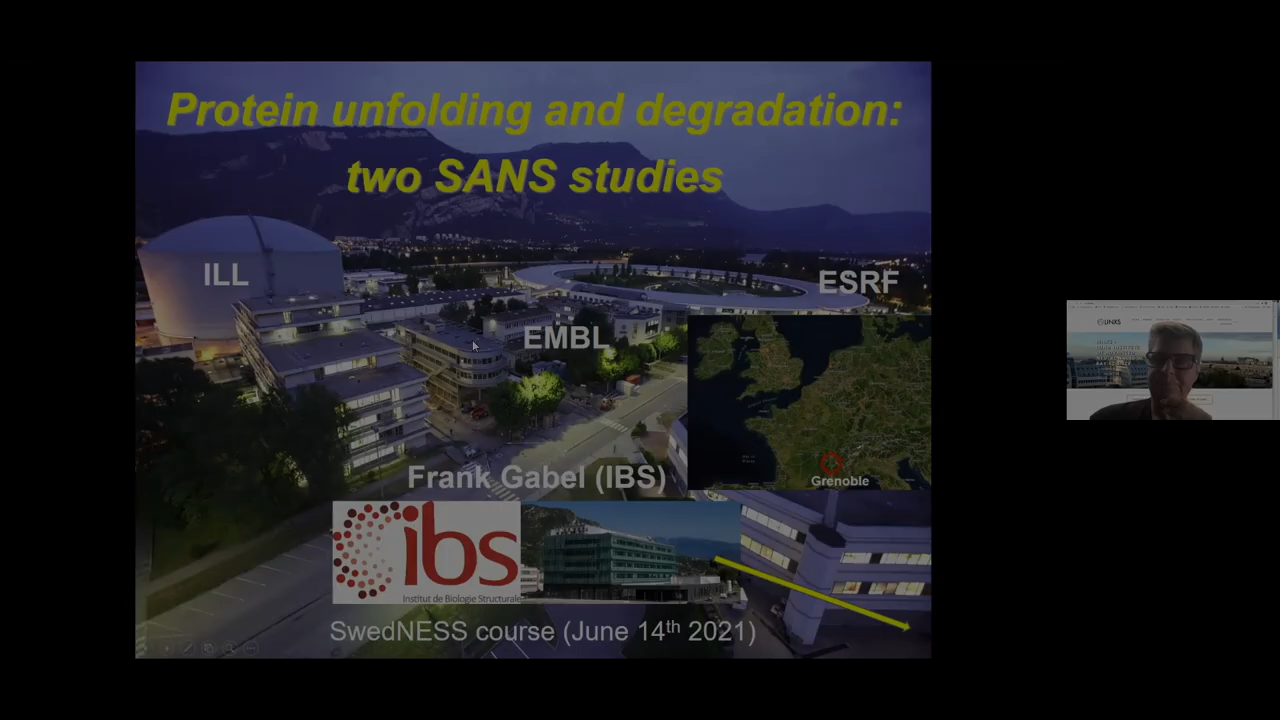 Protein unfolding and degradation:
two SANS studies
ILL
ESRF
EMBL
Grenoble
Frank Gabel (IBS)
ibs
Institut de Biologie Structurale
SwedNESS course (June 14th 2021)
LINXS